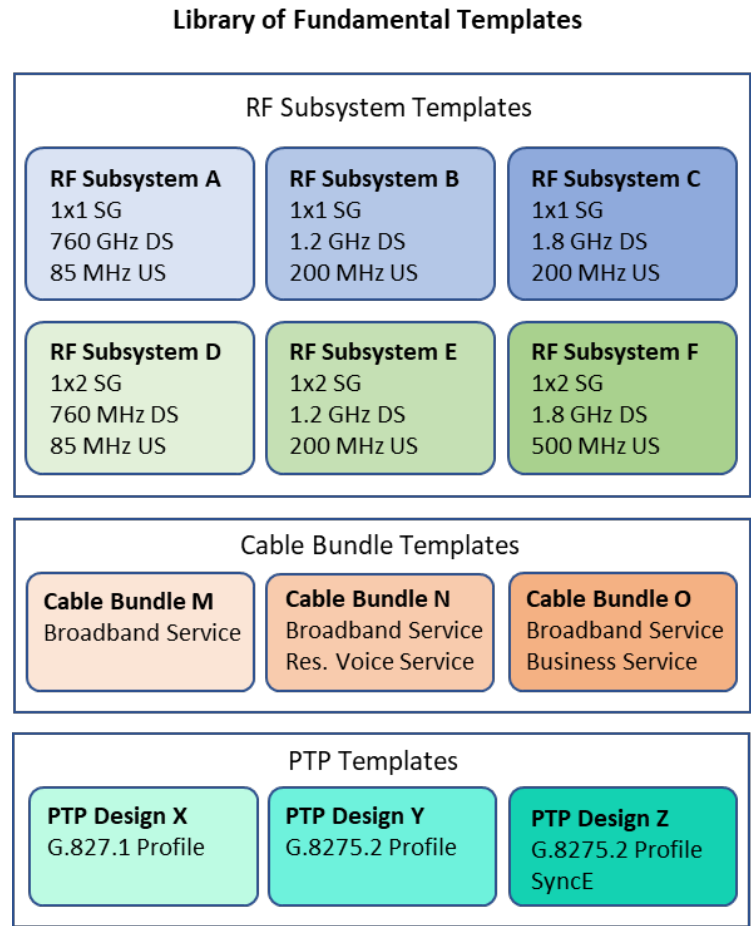 Library of Fundamental Templates
RF Subsystem Templates
RF Subsystem A
1x1 SG
760 GHz DS
85 MHz US
RF Subsystem B
1x1 SG
1.2 GHz DS
200 MHz US
RF Subsystem C
1x1 SG
1.8 GHz DS
200 MHz US
RF Subsystem D
1x2 SG
760 MHz DS
85 MHz US
RF Subsystem E
1x2 SG
1.2 GHz DS
200 MHz US
RF Subsystem F
1x2 SG
1.8 GHz DS
500 MHz US
Cable Bundle Templates
Cable Bundle M
Broadband Service
Cable Bundle N
Broadband Service
Res. Voice Service
Cable Bundle O
Broadband Service
Business Service
PTP Templates
PTP Design X
G.827.1 Profile
PTP Design Y
G.8275.2 Profile
PTP Design Z
G.8275.2 Profile
SyncE